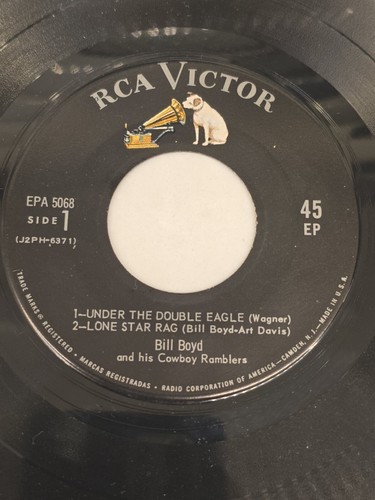 RCA VICTOR
EPA 5068
SIDE 1
(J2PH-6371)
45
EP
1—UNDER THE DOUBLE EAGLE (Wagner)
2—LONE STAR RAG (Bill Boyd-Art Davis)
Bill Boyd
and his Cowboy Ramblers
TRADE MARKS ® REGISTERED • MARCAS REGISTRADAS • RADIO CORPORATION OF AMERICA—CAMDEN, N. J.—MADE IN U.S.A.